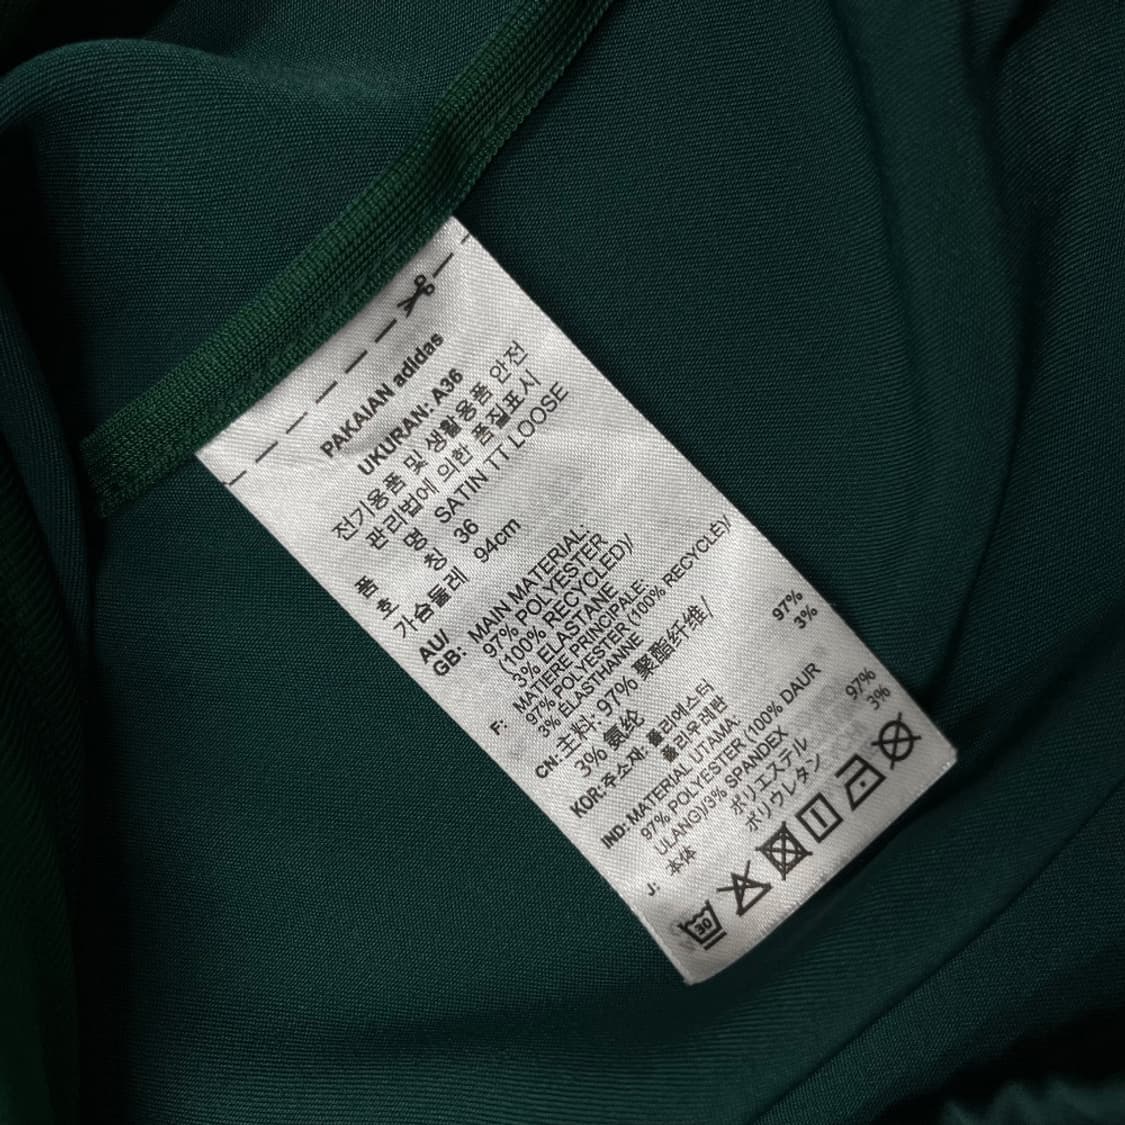 PAKAIAN adidas
UKURAN: A36
전기용품 및 생활용품 안전
관리법에 의한 품질표시
품 명 SATIN TT LOOSE
호 칭 36
가슴둘레 94cm
AU/
GB: MAIN MATERIAL:
97% POLYESTER
(100% RECYCLED)/
3% ELASTANE
F: MATIERE PRINCIPALE:
97% POLYESTER (100% RECYCLÉ)/
3% ÉLASTHANNE
CN: 主料: 97% 聚酯纤维/
3% 氨纶
KOR: 주소재: 폴리에스터 97%
폴리우레탄 3%
IND: MATERIAL UTAMA:
97% POLYESTER (100% DAUR
ULANG)/3% SPANDEX
J: 本体 ポリエステル 97%
ポリウレタン 3%
30